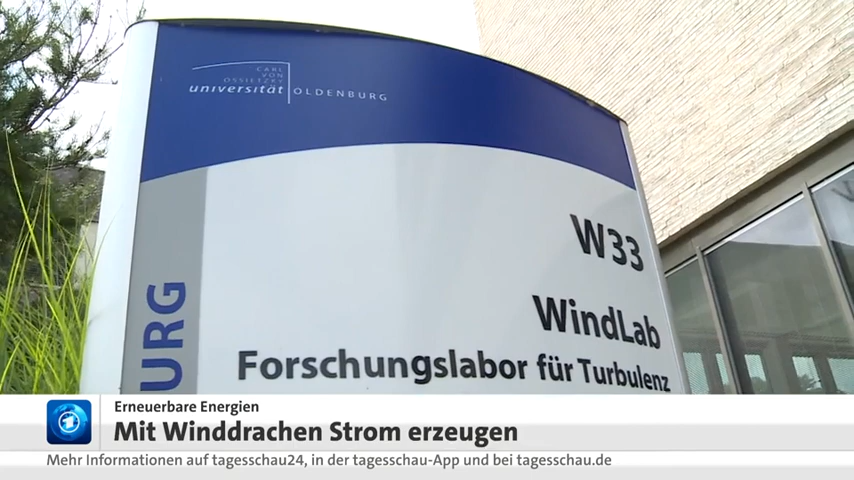 CARL
VON
OSSIETZKY
universität OLDENBURG
W33
WindLab
Forschungslabor für Turbulenz
URG
Erneuerbare Energien
Mit Winddrachen Strom erzeugen
Mehr Informationen auf tagesschau24, in der tagesschau-App und bei tagesschau.de